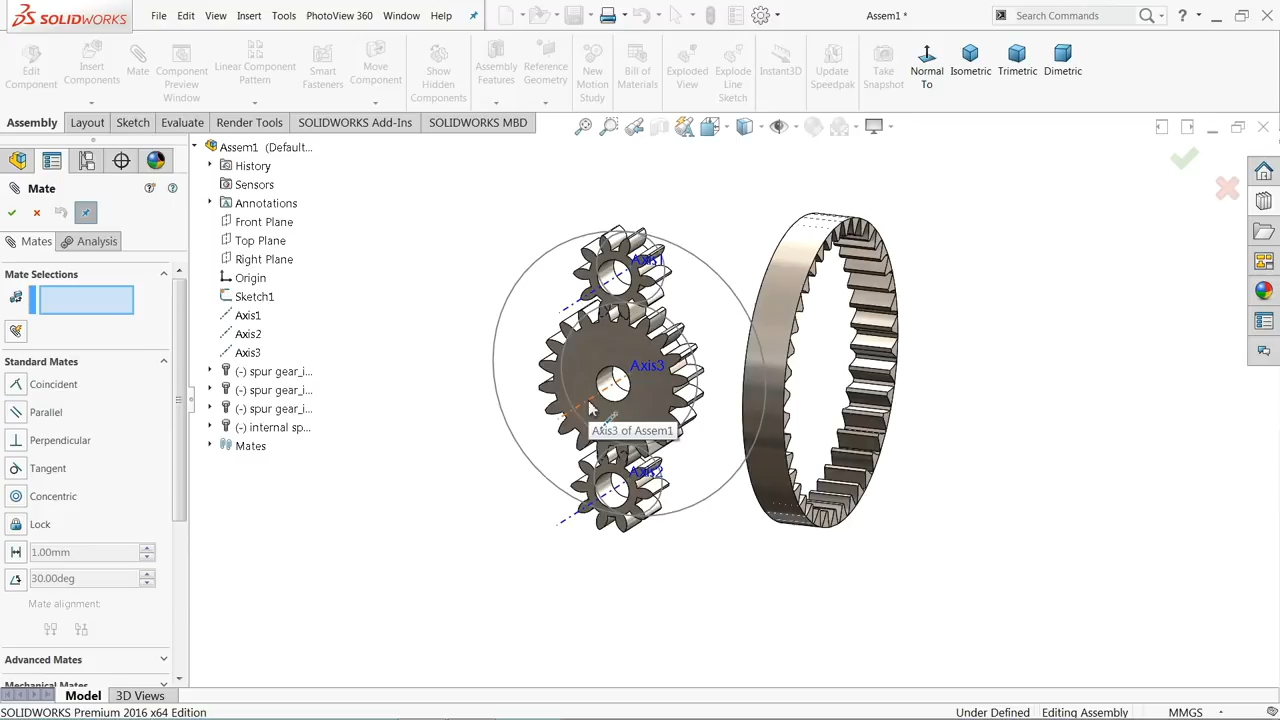 SOLIDWORKS
File Edit View Insert Tools PhotoView 360 Window Help
Assem1 *
Search Commands
Edit Component
Insert Components
Mate
Component Preview Window
Linear Component Pattern
Smart Fasteners
Move Component
Show Hidden Components
Assembly Features
Reference Geometry
New Motion Study
Bill of Materials
Exploded View
Explode Line Sketch
Instant3D
Update Speedpak
Take Snapshot
Normal To
Isometric
Trimetric
Dimetric
Assembly Layout Sketch Evaluate Render Tools SOLIDWORKS Add-Ins SOLIDWORKS MBD
Mate
Mates Analysis
Mate Selections
Standard Mates
Coincident
Parallel
Perpendicular
Tangent
Concentric
Lock
1.00mm
30.00deg
Mate alignment:
Advanced Mates
Assem1 (Default...
History
Sensors
Annotations
Front Plane
Top Plane
Right Plane
Origin
Sketch1
Axis1
Axis2
Axis3
(-) spur gear_i...
(-) spur gear_i...
(-) spur gear_i...
(-) internal sp...
Mates
Axis1
Axis3
Axis3 of Assem1
Axis2
Model 3D Views
SOLIDWORKS Premium 2016 x64 Edition
Under Defined Editing Assembly MMGS